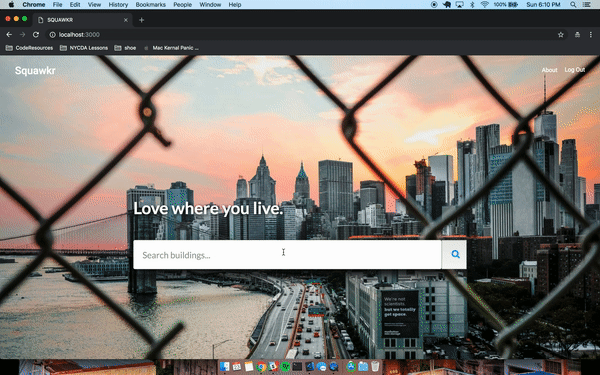 Chrome File Edit View History Bookmarks People Window Help 100% Sun 6:10 PM
SQUAWKR
localhost:3000
CodeResources NYCDA Lessons shoe Mac Kernal Panic ...
Squawkr About Log Out
Love where you live.
Search buildings...
We're not
scientists
but we totally
get space.